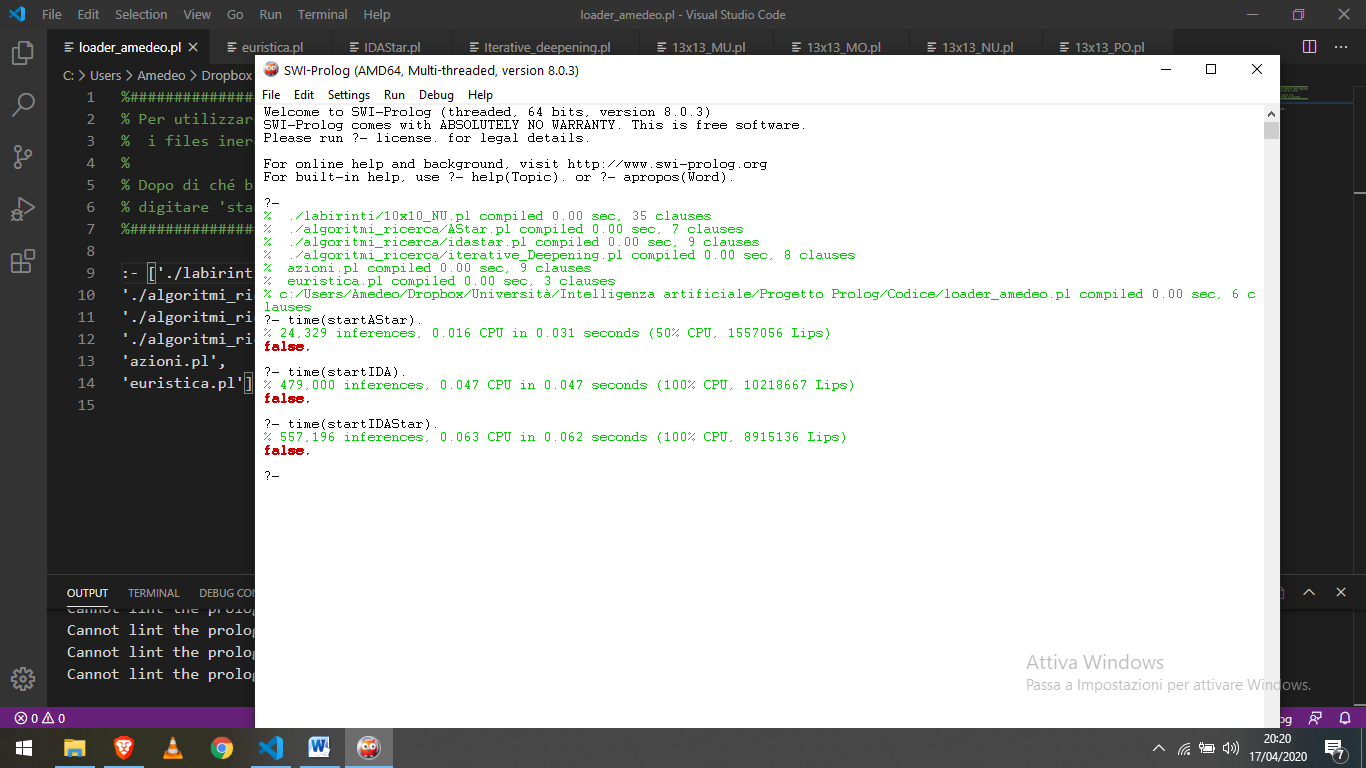 File Edit Selection View Go Run Terminal Help loader_amedeo.pl - Visual Studio Code
loader_amedeo.pl euristica.pl IDAStar.pl Iterative_deepening.pl 13x13_MU.pl 13x13_MO.pl 13x13_NU.pl 13x13_PO.pl
C: > Users > Amedeo > Dropbox
1 %###############
2 % Per utilizzar
3 % i files iner
4 %
5 % Dopo di ché b
6 % digitare 'sta
7 %###############
8
9 :- ['./labirint
10 './algoritmi_ri
11 './algoritmi_ri
12 './algoritmi_ri
13 'azioni.pl',
14 'euristica.pl']
15
SWI-Prolog (AMD64, Multi-threaded, version 8.0.3)
File Edit Settings Run Debug Help
Welcome to SWI-Prolog (threaded, 64 bits, version 8.0.3)
SWI-Prolog comes with ABSOLUTELY NO WARRANTY. This is free software.
Please run ?- license. for legal details.
For online help and background, visit http://www.swi-prolog.org
For built-in help, use ?- help(Topic). or ?- apropos(Word).
?-
% ./labirinti/10x10_NU.pl compiled 0.00 sec, 35 clauses
% ./algoritmi_ricerca/AStar.pl compiled 0.00 sec, 7 clauses
% ./algoritmi_ricerca/idastar.pl compiled 0.00 sec, 9 clauses
% ./algoritmi_ricerca/iterative_Deepening.pl compiled 0.00 sec, 8 clauses
% azioni.pl compiled 0.00 sec, 9 clauses
% euristica.pl compiled 0.00 sec, 3 clauses
% c:/Users/Amedeo/Dropbox/Università/Intelligenza artificiale/Progetto Prolog/Codice/loader_amedeo.pl compiled 0.00 sec, 6 c
lauses
?- time(startAStar).
% 24,329 inferences, 0.016 CPU in 0.031 seconds (50% CPU, 1557056 Lips)
false.
?- time(startIDA).
% 479,000 inferences, 0.047 CPU in 0.047 seconds (100% CPU, 10218667 Lips)
false.
?- time(startIDAStar).
% 557,196 inferences, 0.063 CPU in 0.062 seconds (100% CPU, 8915136 Lips)
false.
?-
OUTPUT TERMINAL DEBUG CON
Cannot lint the prolog
Cannot lint the prolog
Cannot lint the prolog
Cannot lint the prolog
Attiva Windows
Passa a Impostazioni per attivare Windows.
0 0 og
20:20
17/04/2020
7